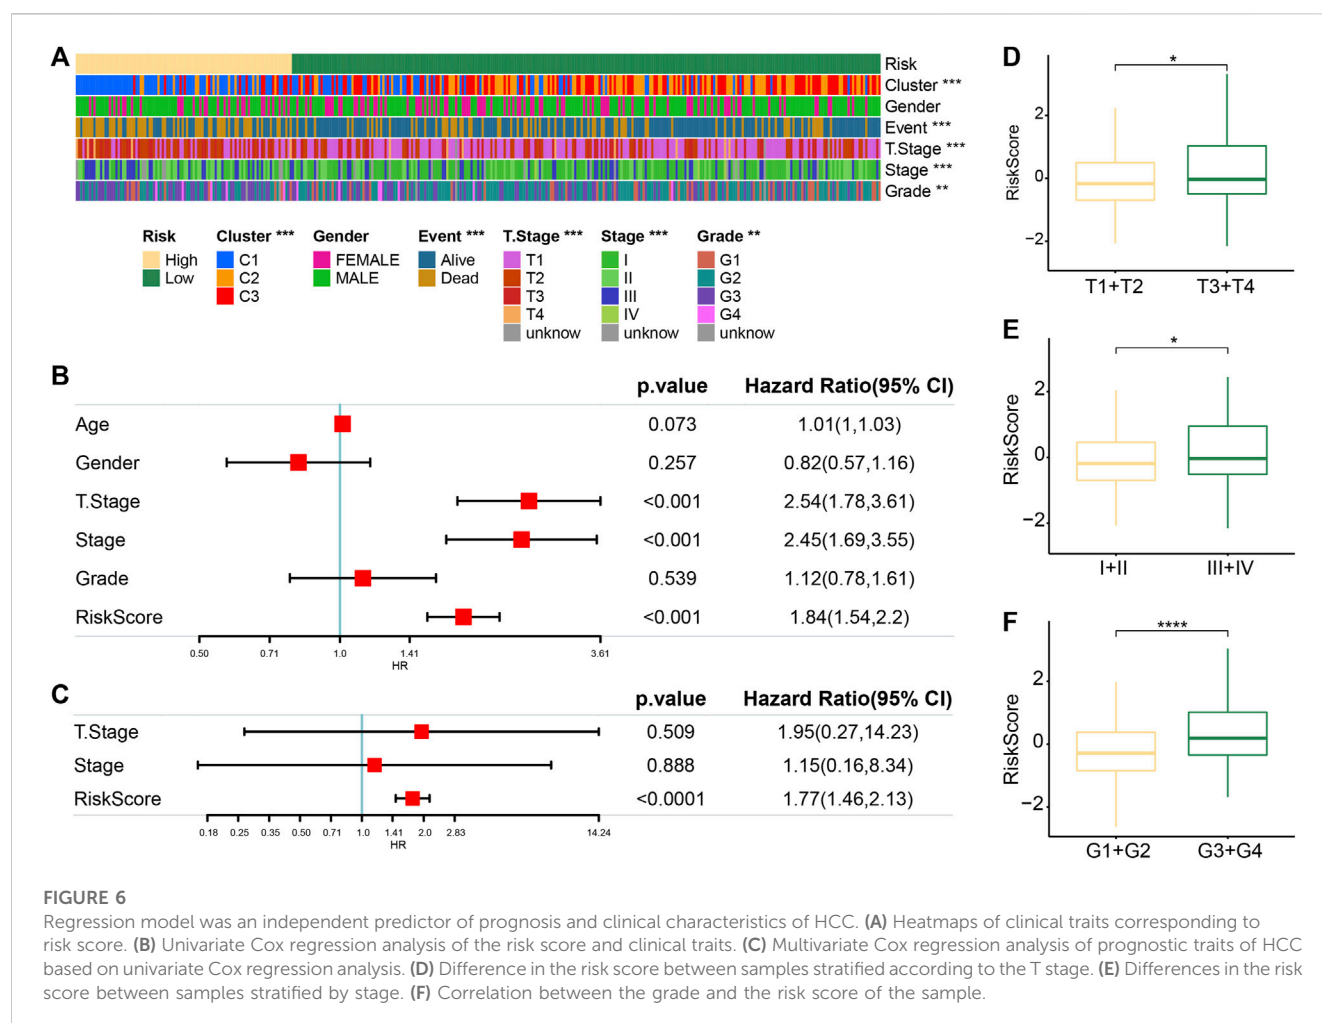 A
Risk
Cluster ***
Gender
Event ***
T.Stage ***
Stage ***
Grade **
Risk
High
Low
Cluster ***
C1
C2
C3
Gender
FEMALE
MALE
Event ***
Alive
Dead
T.Stage ***
T1
T2
T3
T4
unknow
Stage ***
I
II
III
IV
unknow
Grade **
G1
G2
G3
G4
unknow
B
p.value Hazard Ratio(95% CI)
Age 0.073 1.01(1,1.03)
Gender 0.257 0.82(0.57,1.16)
T.Stage <0.001 2.54(1.78,3.61)
Stage <0.001 2.45(1.69,3.55)
Grade 0.539 1.12(0.78,1.61)
RiskScore <0.001 1.84(1.54,2.2)
0.50 0.71 1.0 1.41 3.61
HR
C
p.value Hazard Ratio(95% CI)
T.Stage 0.509 1.95(0.27,14.23)
Stage 0.888 1.15(0.16,8.34)
RiskScore <0.0001 1.77(1.46,2.13)
0.18 0.25 0.35 0.50 0.71 1.0 1.41 2.0 2.83 14.24
HR
D
*
RiskScore
2
0
−2
T1+T2 T3+T4
E
*
RiskScore
2
0
−2
I+II III+IV
F
****
RiskScore
2
0
−2
G1+G2 G3+G4
FIGURE 6
Regression model was an independent predictor of prognosis and clinical characteristics of HCC. (A) Heatmaps of clinical traits corresponding to
risk score. (B) Univariate Cox regression analysis of the risk score and clinical traits. (C) Multivariate Cox regression analysis of prognostic traits of HCC
based on univariate Cox regression analysis. (D) Difference in the risk score between samples stratified according to the T stage. (E) Differences in the risk
score between samples stratified by stage. (F) Correlation between the grade and the risk score of the sample.